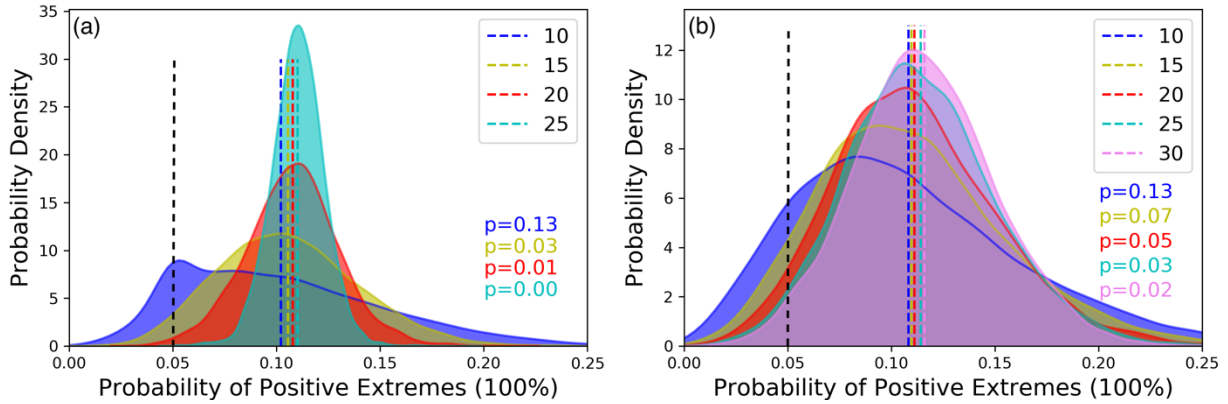 (a)
35
30
25
20
15
10
5
0
Probability Density
10
15
20
25
p=0.13
p=0.03
p=0.01
p=0.00
0.00 0.05 0.10 0.15 0.20 0.25
Probability of Positive Extremes (100%)
(b)
12
10
8
6
4
2
0
Probability Density
10
15
20
25
30
p=0.13
p=0.07
p=0.05
p=0.03
p=0.02
0.00 0.05 0.10 0.15 0.20 0.25
Probability of Positive Extremes (100%)